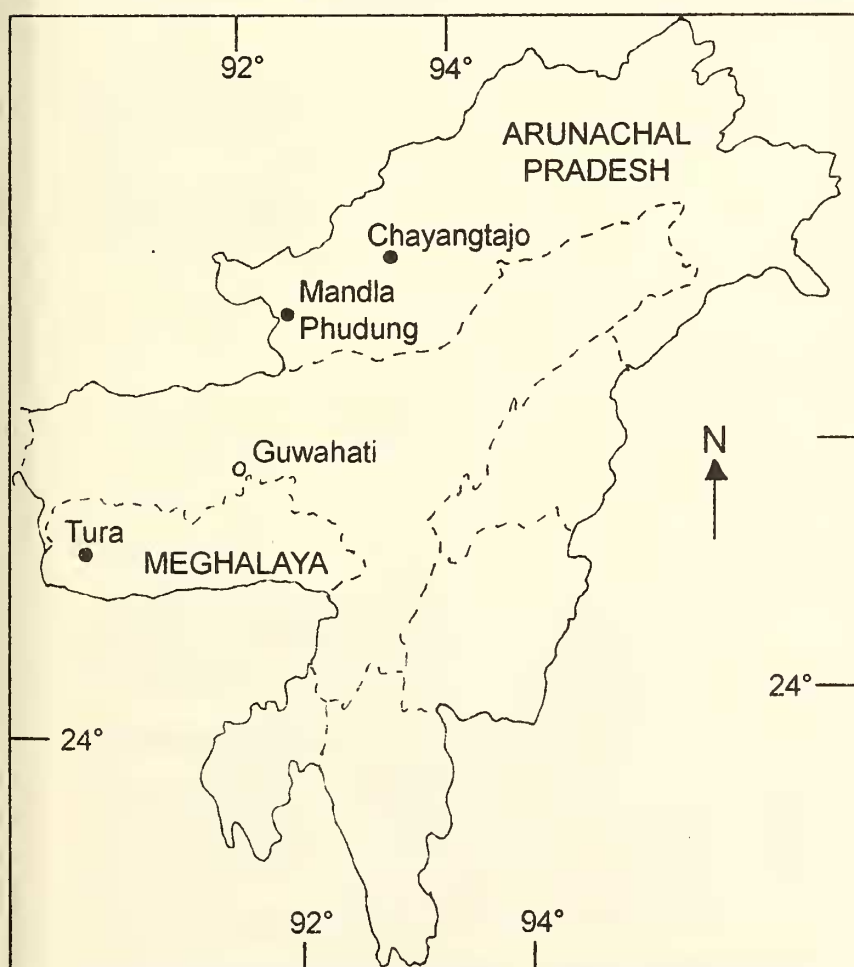 92°
94°
ARUNACHAL
PRADESH
Chayangtajo
Mandla
Phudung
N
Guwahati
Tura
MEGHALAYA
24°
24°
92°
94°